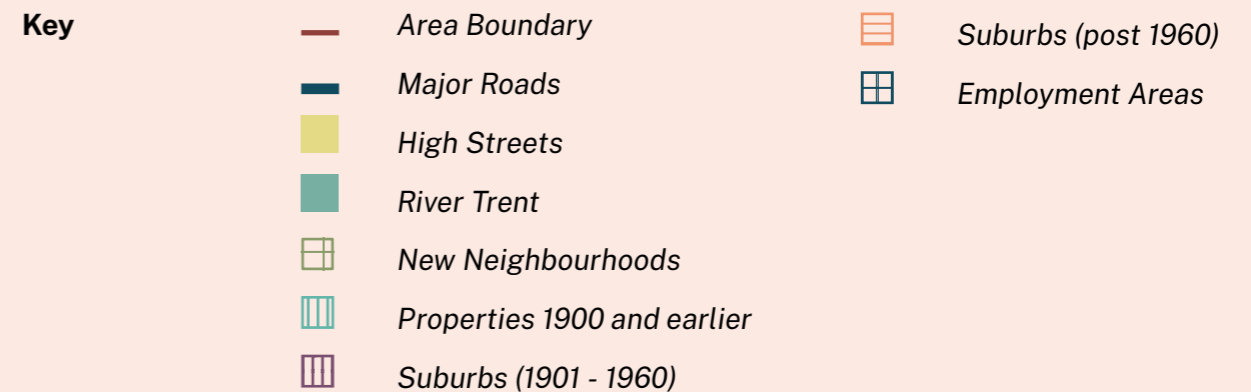 Key
Area Boundary
Major Roads
High Streets
River Trent
New Neighbourhoods
Properties 1900 and earlier
Suburbs (1901 - 1960)
Suburbs (post 1960)
Employment Areas